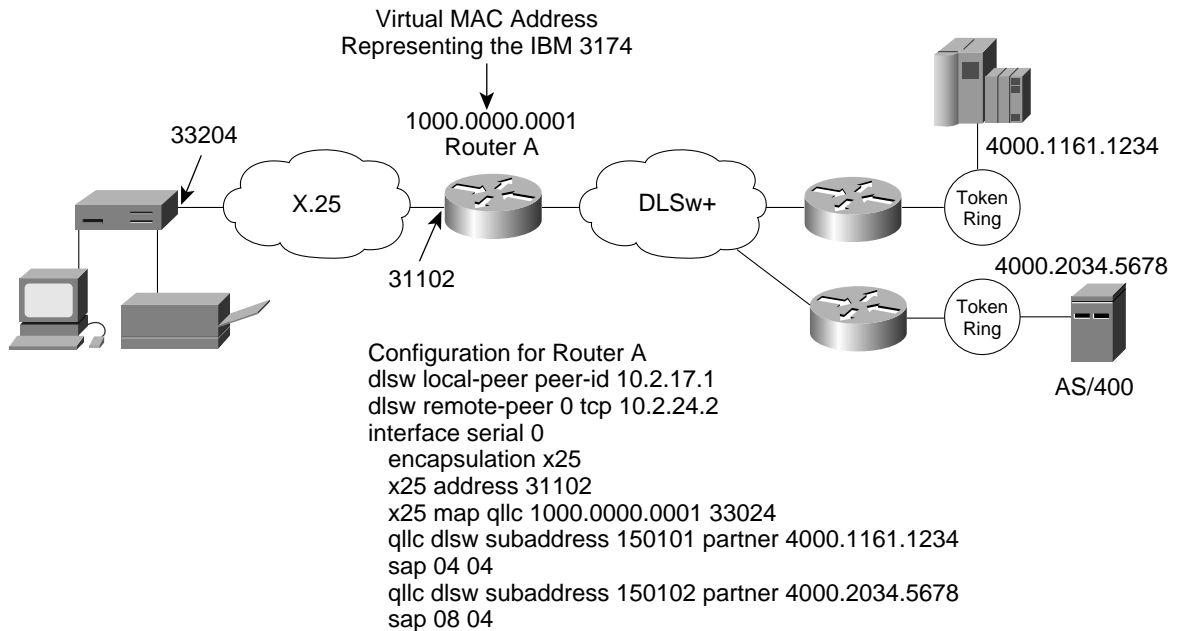 Virtual MAC Address
Representing the IBM 3174
1000.0000.0001
Router A
33204
X.25
31102
DLSw+
4000.1161.1234
Token
Ring
4000.2034.5678
Token
Ring
AS/400
Configuration for Router A
dlsw local-peer peer-id 10.2.17.1
dlsw remote-peer 0 tcp 10.2.24.2
interface serial 0
encapsulation x25
x25 address 31102
x25 map qllc 1000.0000.0001 33024
qllc dlsw subaddress 150101 partner 4000.1161.1234
sap 04 04
qllc dlsw subaddress 150102 partner 4000.2034.5678
sap 08 04